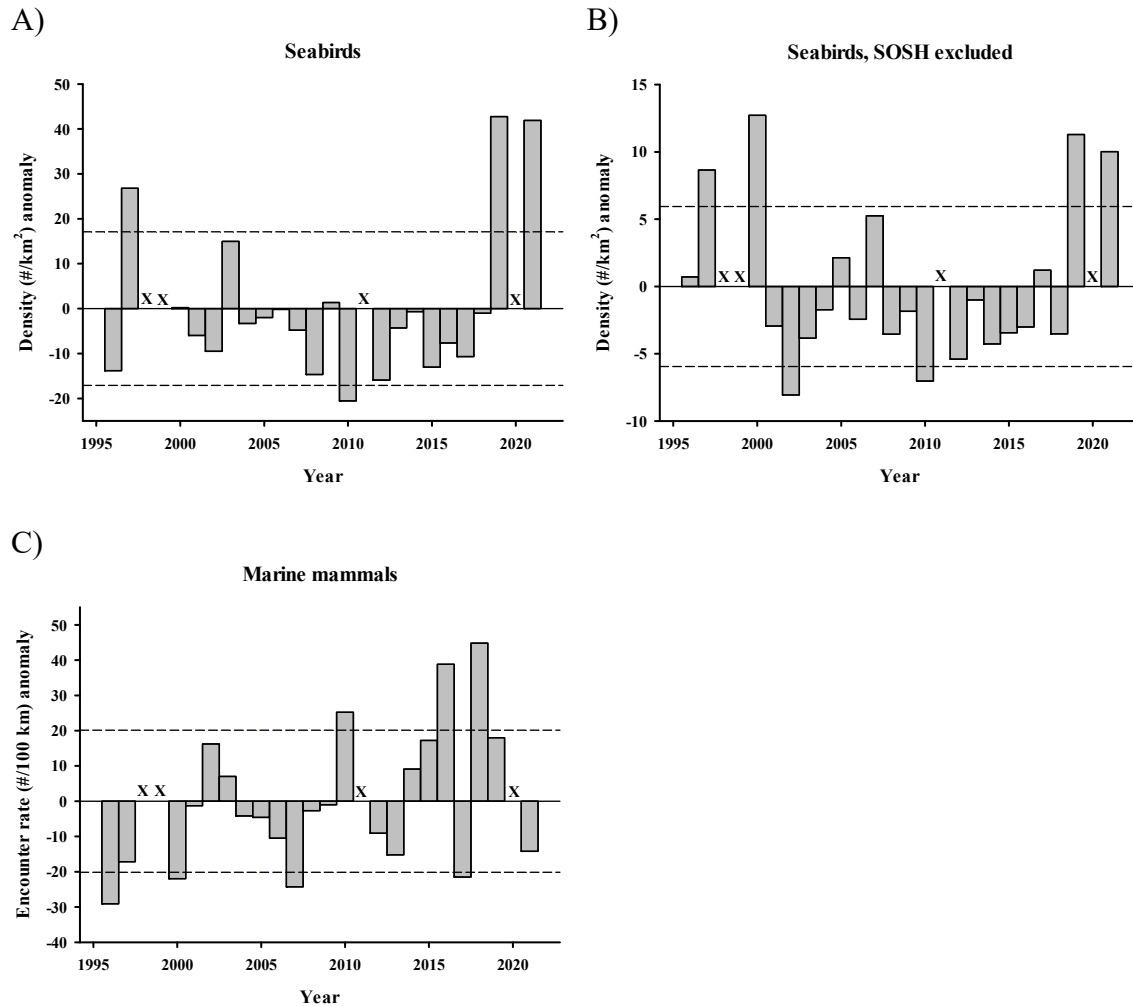 A)
Seabirds
Density (#/km²) anomaly
50
40
30
20
10
0
-10
-20
X X
X
X
1995 2000 2005 2010 2015 2020
Year
B)
Seabirds, SOSH excluded
Density (#/km²) anomaly
15
10
5
0
-5
-10
X X
X
X
1995 2000 2005 2010 2015 2020
Year
C)
Marine mammals
Encounter rate (#/100 km) anomaly
50
40
30
20
10
0
-10
-20
-30
-40
X X
X
X
1995 2000 2005 2010 2015 2020
Year